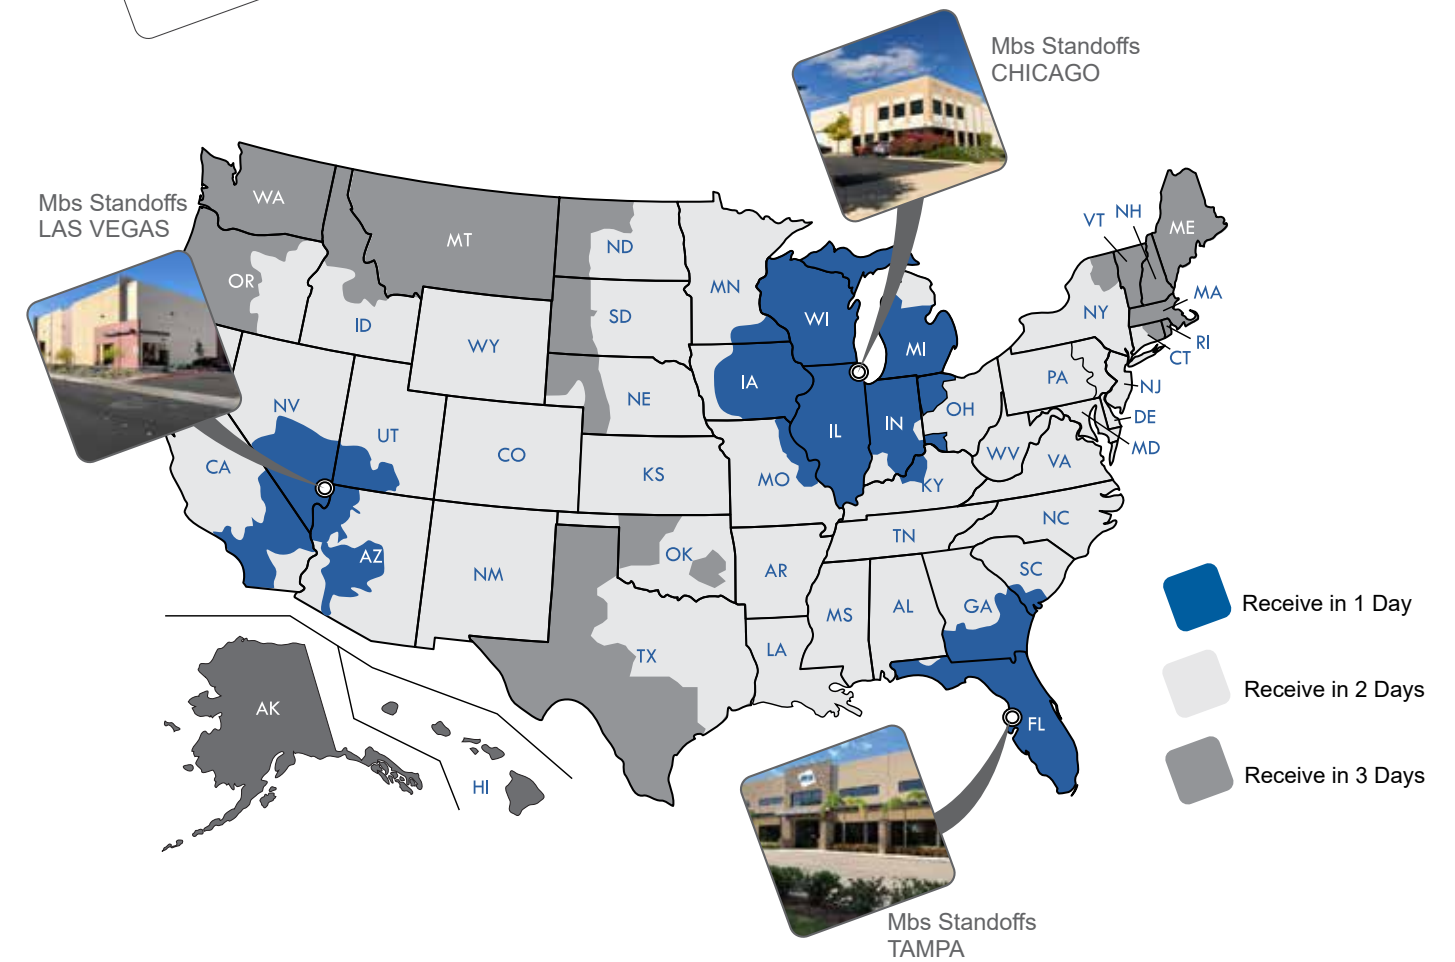 Mbs Standoffs
CHICAGO
Mbs Standoffs
LAS VEGAS
WA
MT
ND
MN
OR
ID
SD
WI
MI
VT
NH
ME
NY
MA
RI
CT
WY
IA
NE
PA
NJ
OH
DE
NV
UT
CO
IL
IN
MD
CA
KS
MO
KY
WV
VA
AZ
NM
OK
AR
TN
NC
SC
MS
AL
GA
TX
LA
Receive in 1 Day
Receive in 2 Days
Receive in 3 Days
AK
HI
FL
Mbs Standoffs
TAMPA